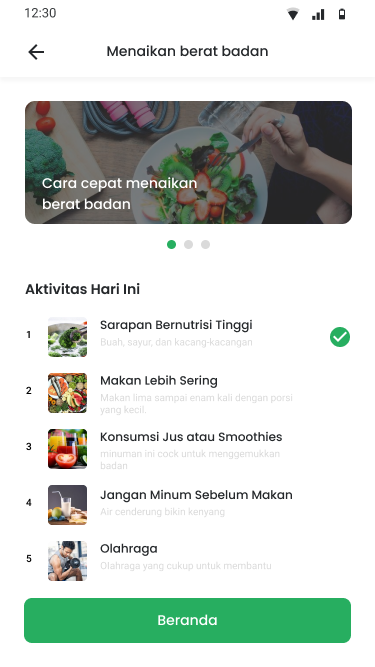 12:30
Menaikan berat badan
Cara cepat menaikan
berat badan
Aktivitas Hari Ini
1
Sarapan Bernutrisi Tinggi
Buah, sayur, dan kacang-kacangan
2
Makan Lebih Sering
Makan lima sampai enam kali dengan porsi
yang kecil.
3
Konsumsi Jus atau Smoothies
minuman ini cock untuk menggemukkan
badan
4
Jangan Minum Sebelum Makan
Air cenderung bikin kenyang
5
Olahraga
Olahraga yang cukup untuk membantu
Beranda